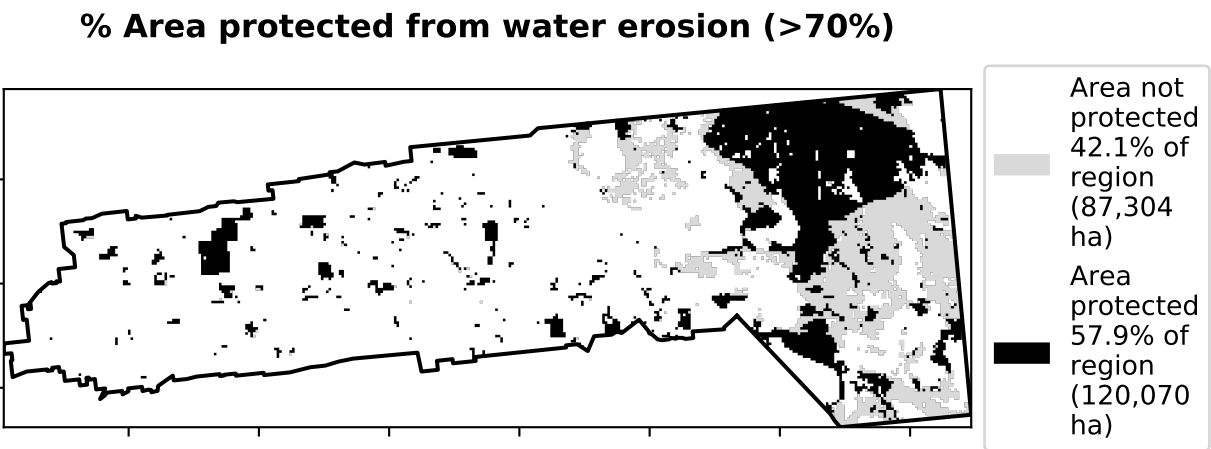 % Area protected from water erosion (>70%)
Area not
protected
42.1% of
region
(87,304
ha)
Area
protected
57.9% of
region
(120,070
ha)